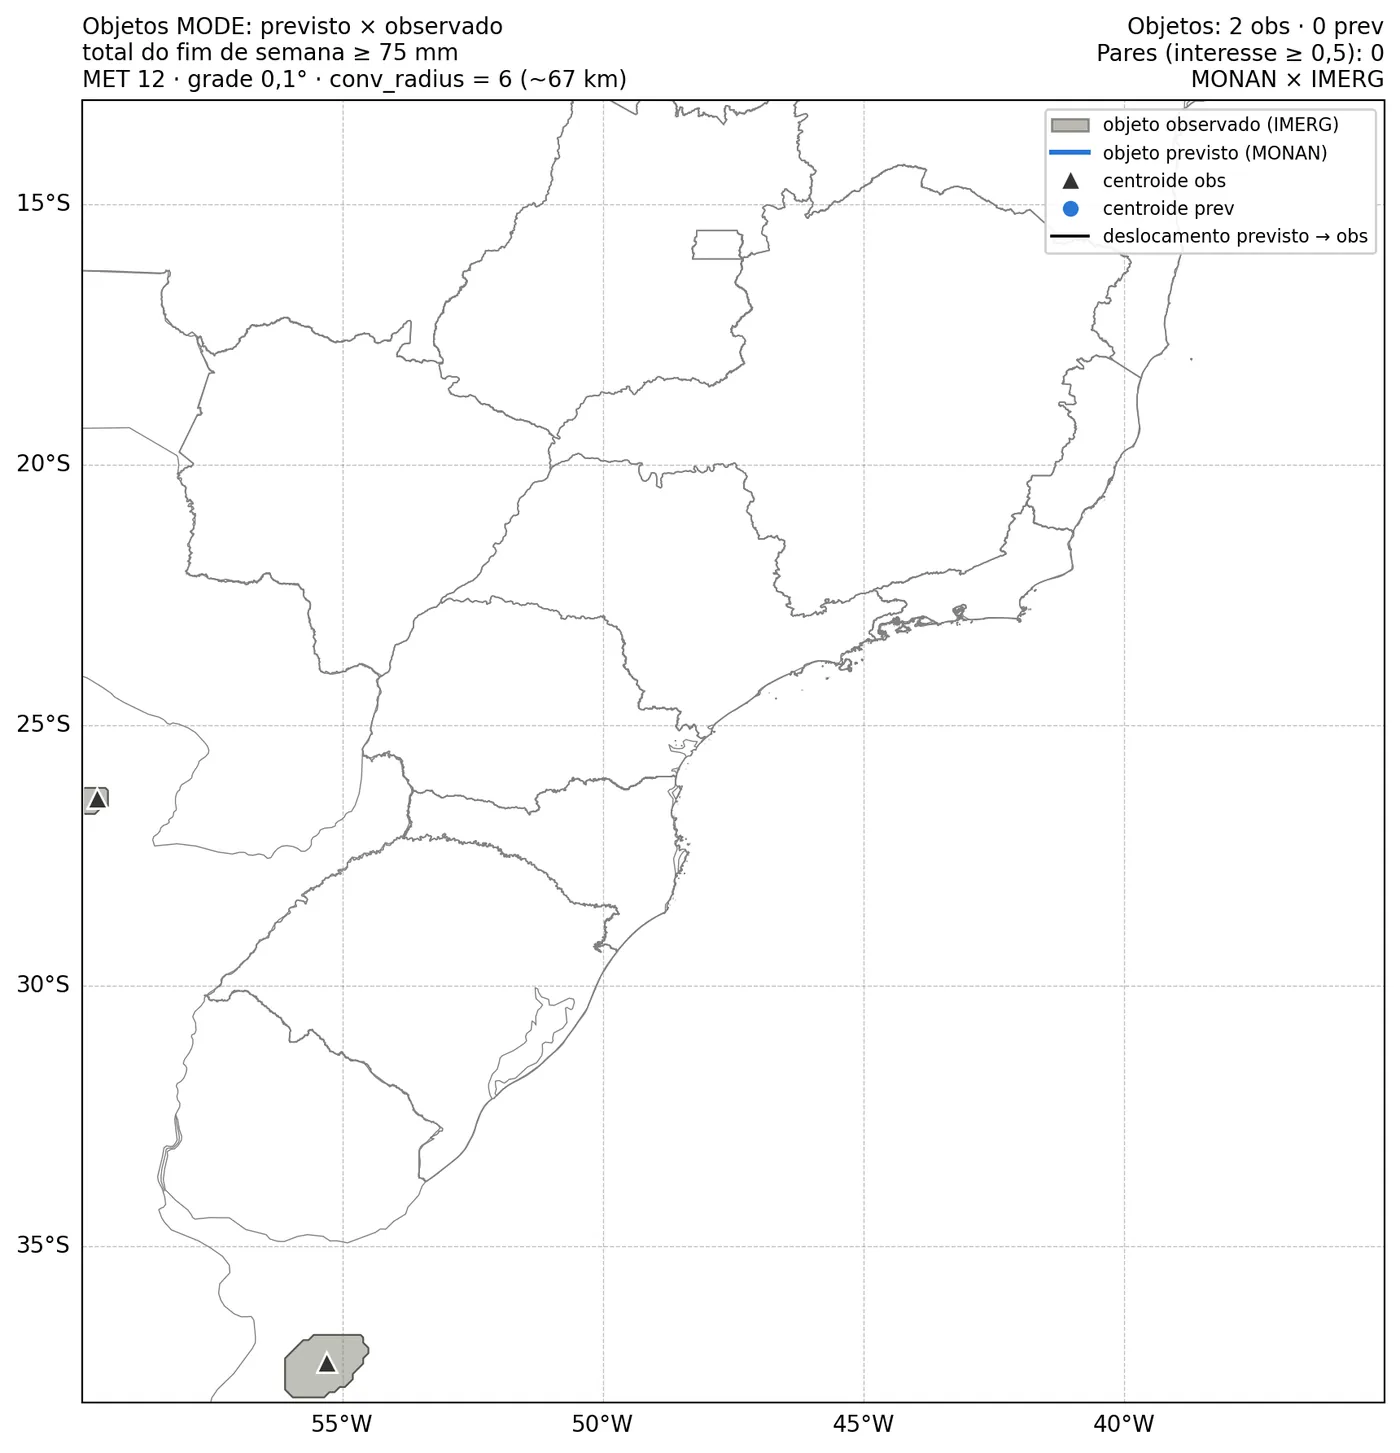 Objetos MODE: previsto × observado
total do fim de semana ≥ 75 mm
MET 12 · grade 0,1° · conv_radius = 6 (~67 km)
Objetos: 2 obs · 0 prev
Pares (interesse ≥ 0,5): 0
MONAN × IMERG
objeto observado (IMERG)
objeto previsto (MONAN)
centroide obs
centroide prev
deslocamento previsto → obs
15°S
20°S
25°S
30°S
35°S
55°W
50°W
45°W
40°W